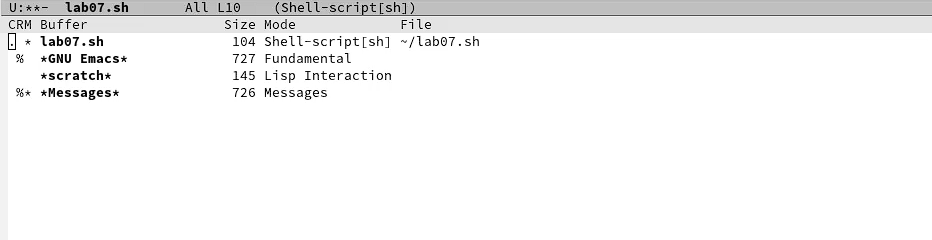 U:**-  lab07.sh       All L10    (Shell-script[sh])
CRM Buffer                 Size Mode             File
. * lab07.sh                104 Shell-script[sh] ~/lab07.sh
 %  *GNU Emacs*             727 Fundamental
    *scratch*               145 Lisp Interaction
 %* *Messages*              726 Messages